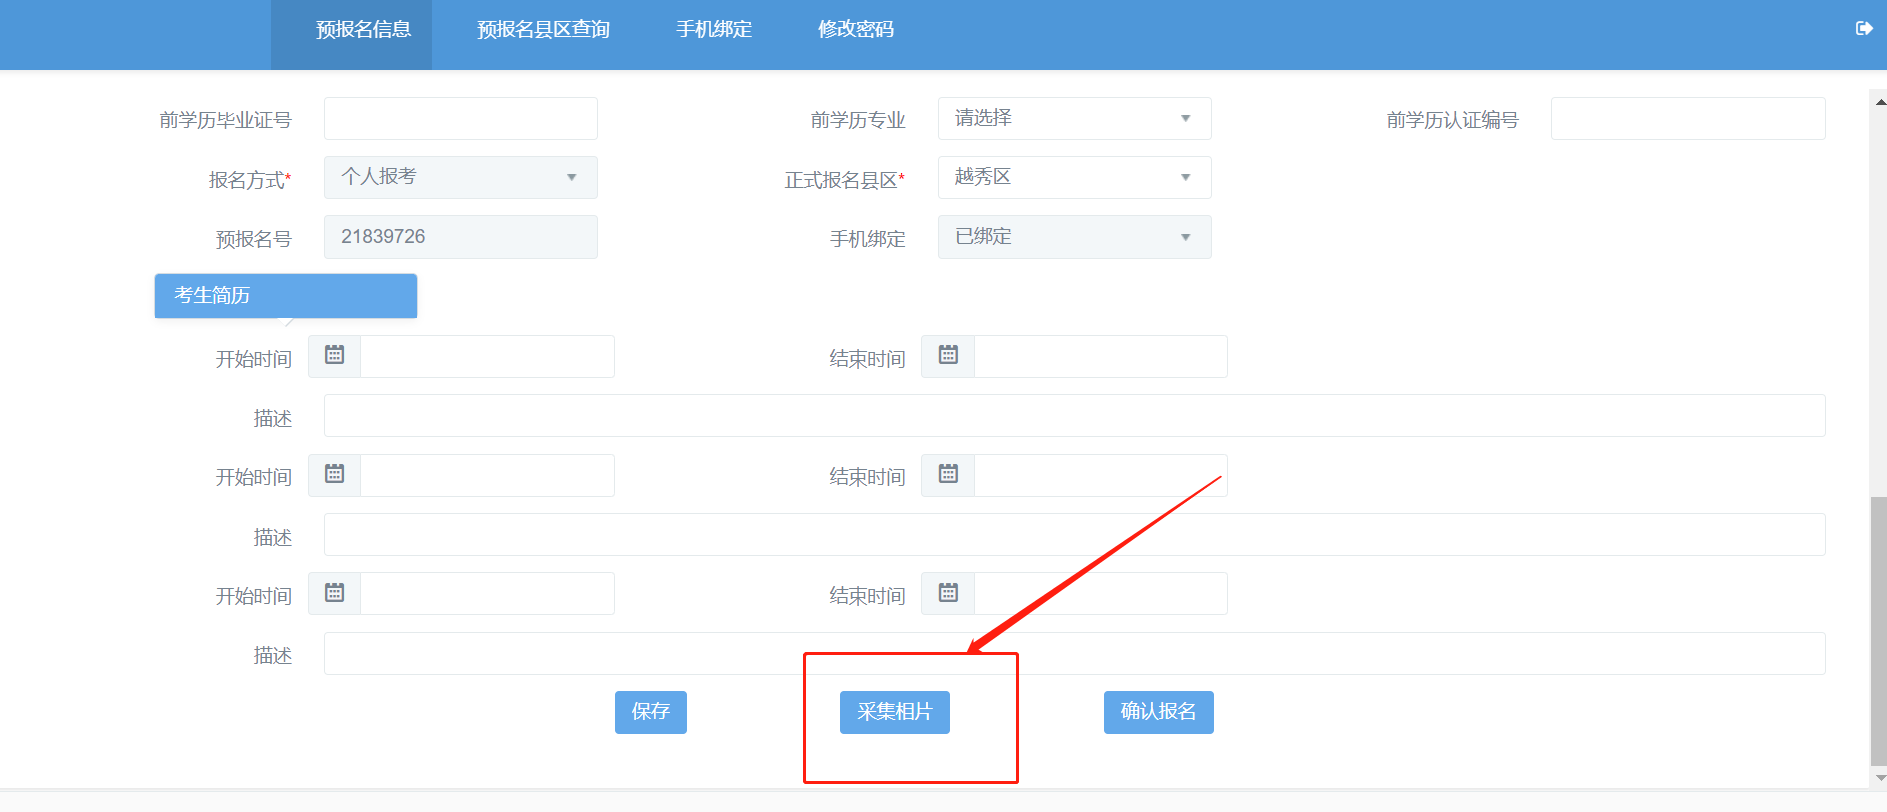 预报名信息 预报名县区查询 手机绑定 修改密码
前学历毕业证号 前学历专业 请选择 前学历认证编号
报名方式* 个人报考 正式报名县区* 越秀区
预报名号 21839726 手机绑定 已绑定
考生简历
开始时间 结束时间
描述
开始时间 结束时间
描述
开始时间 结束时间
描述
保存 采集相片 确认报名